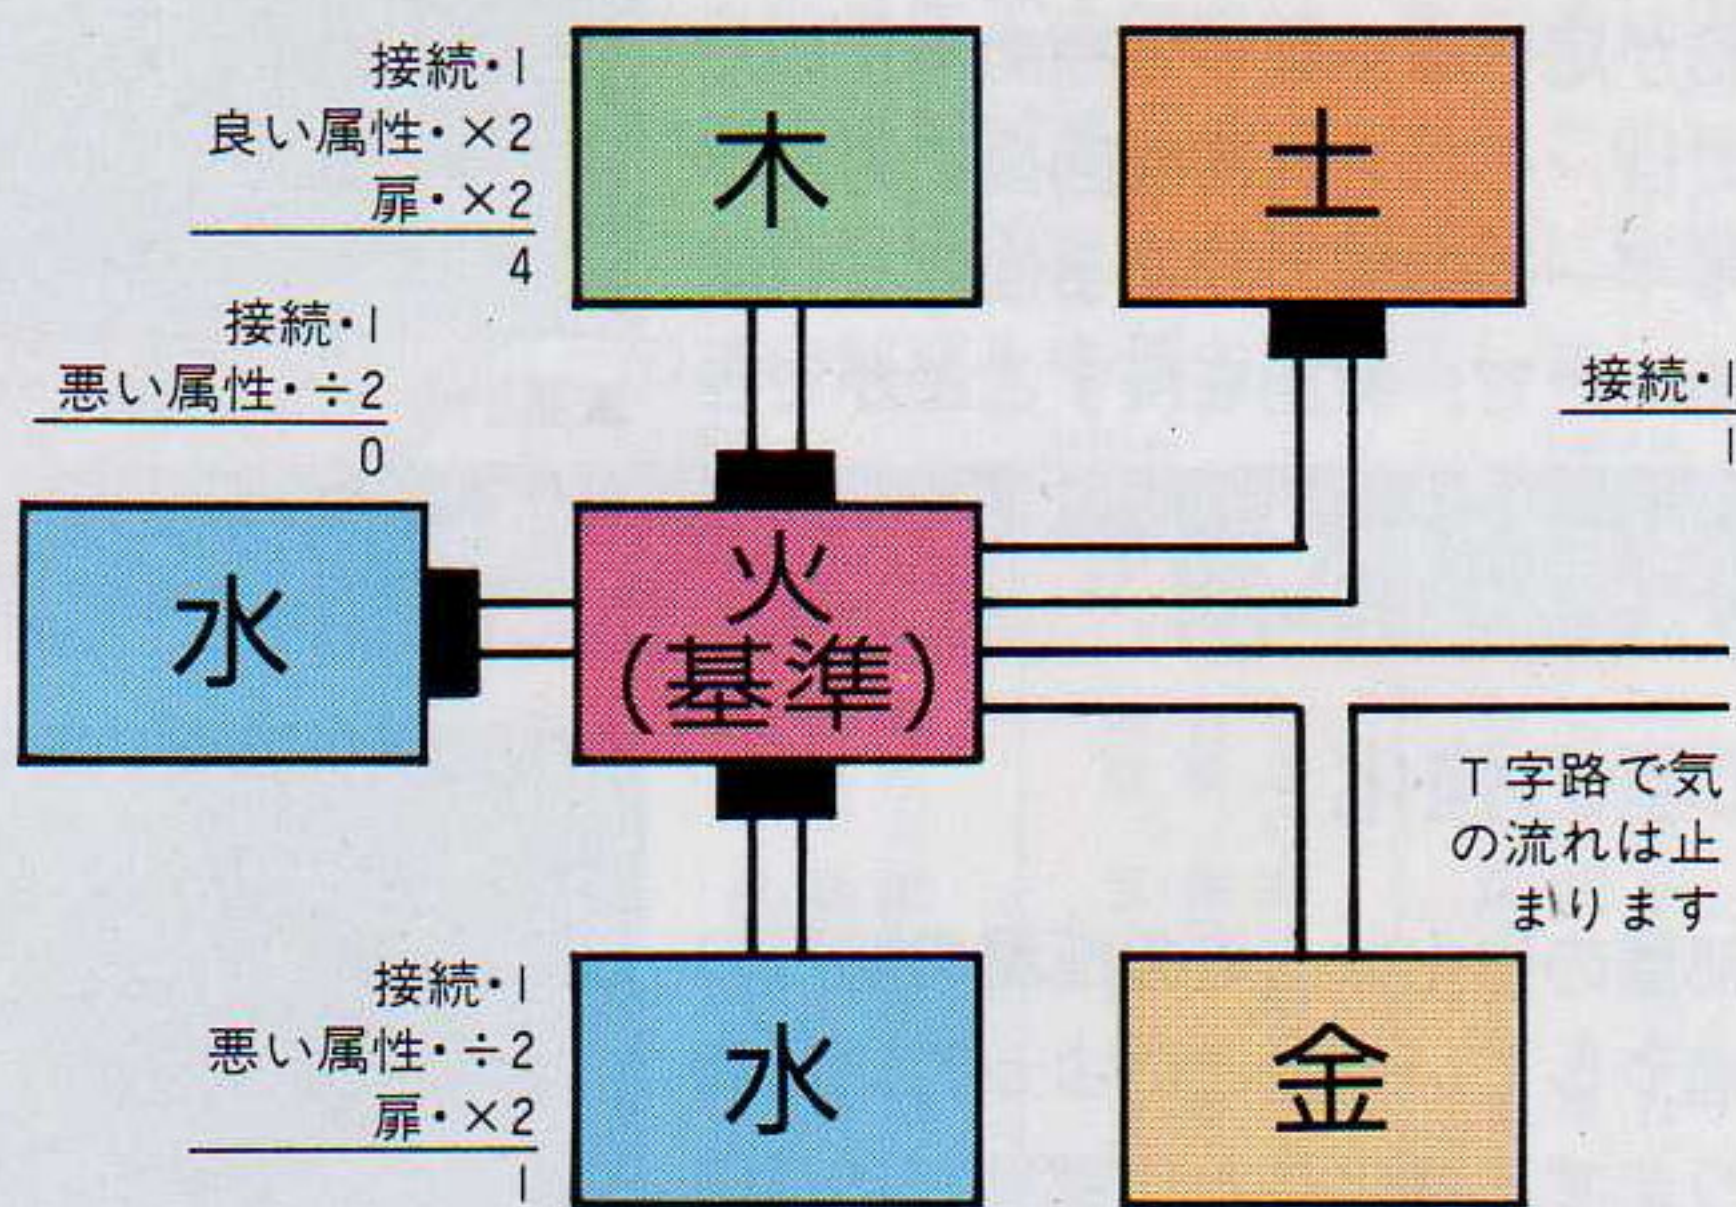 接続・1
良い属性・×2
扉・×2
4
木
土
接続・1
悪い属性・÷2
0
接続・1
1
水
火
(基準)
T字路で気
の流れは止
まります
接続・1
悪い属性・÷2
扉・×2
1
水
金